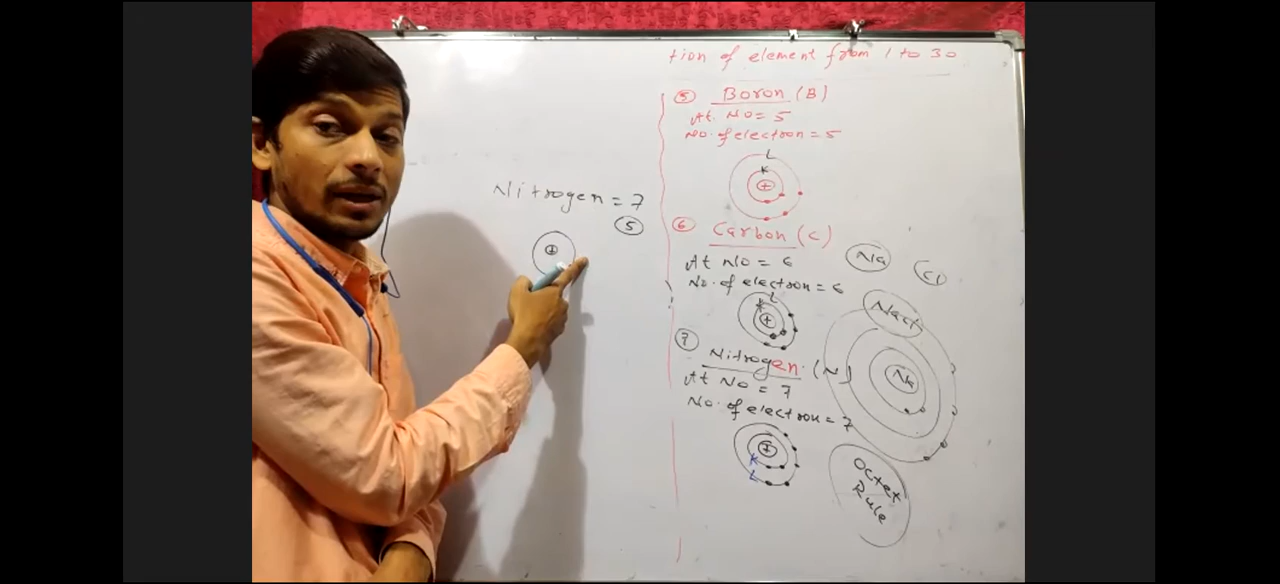 tion of element from 1 to 30
5 Boron (B)
At. No = 5
No. of electron = 5
L
K
+
6 Carbon (C)
At No = 6
No. of electron = 6
L
K
+
7 Nitrogen. (N)
At No = 7
No. of electron = 7
+
K
L
Nitrogen = 7
5
+
Na
Cl
Nacl
Na
Octet
Rule